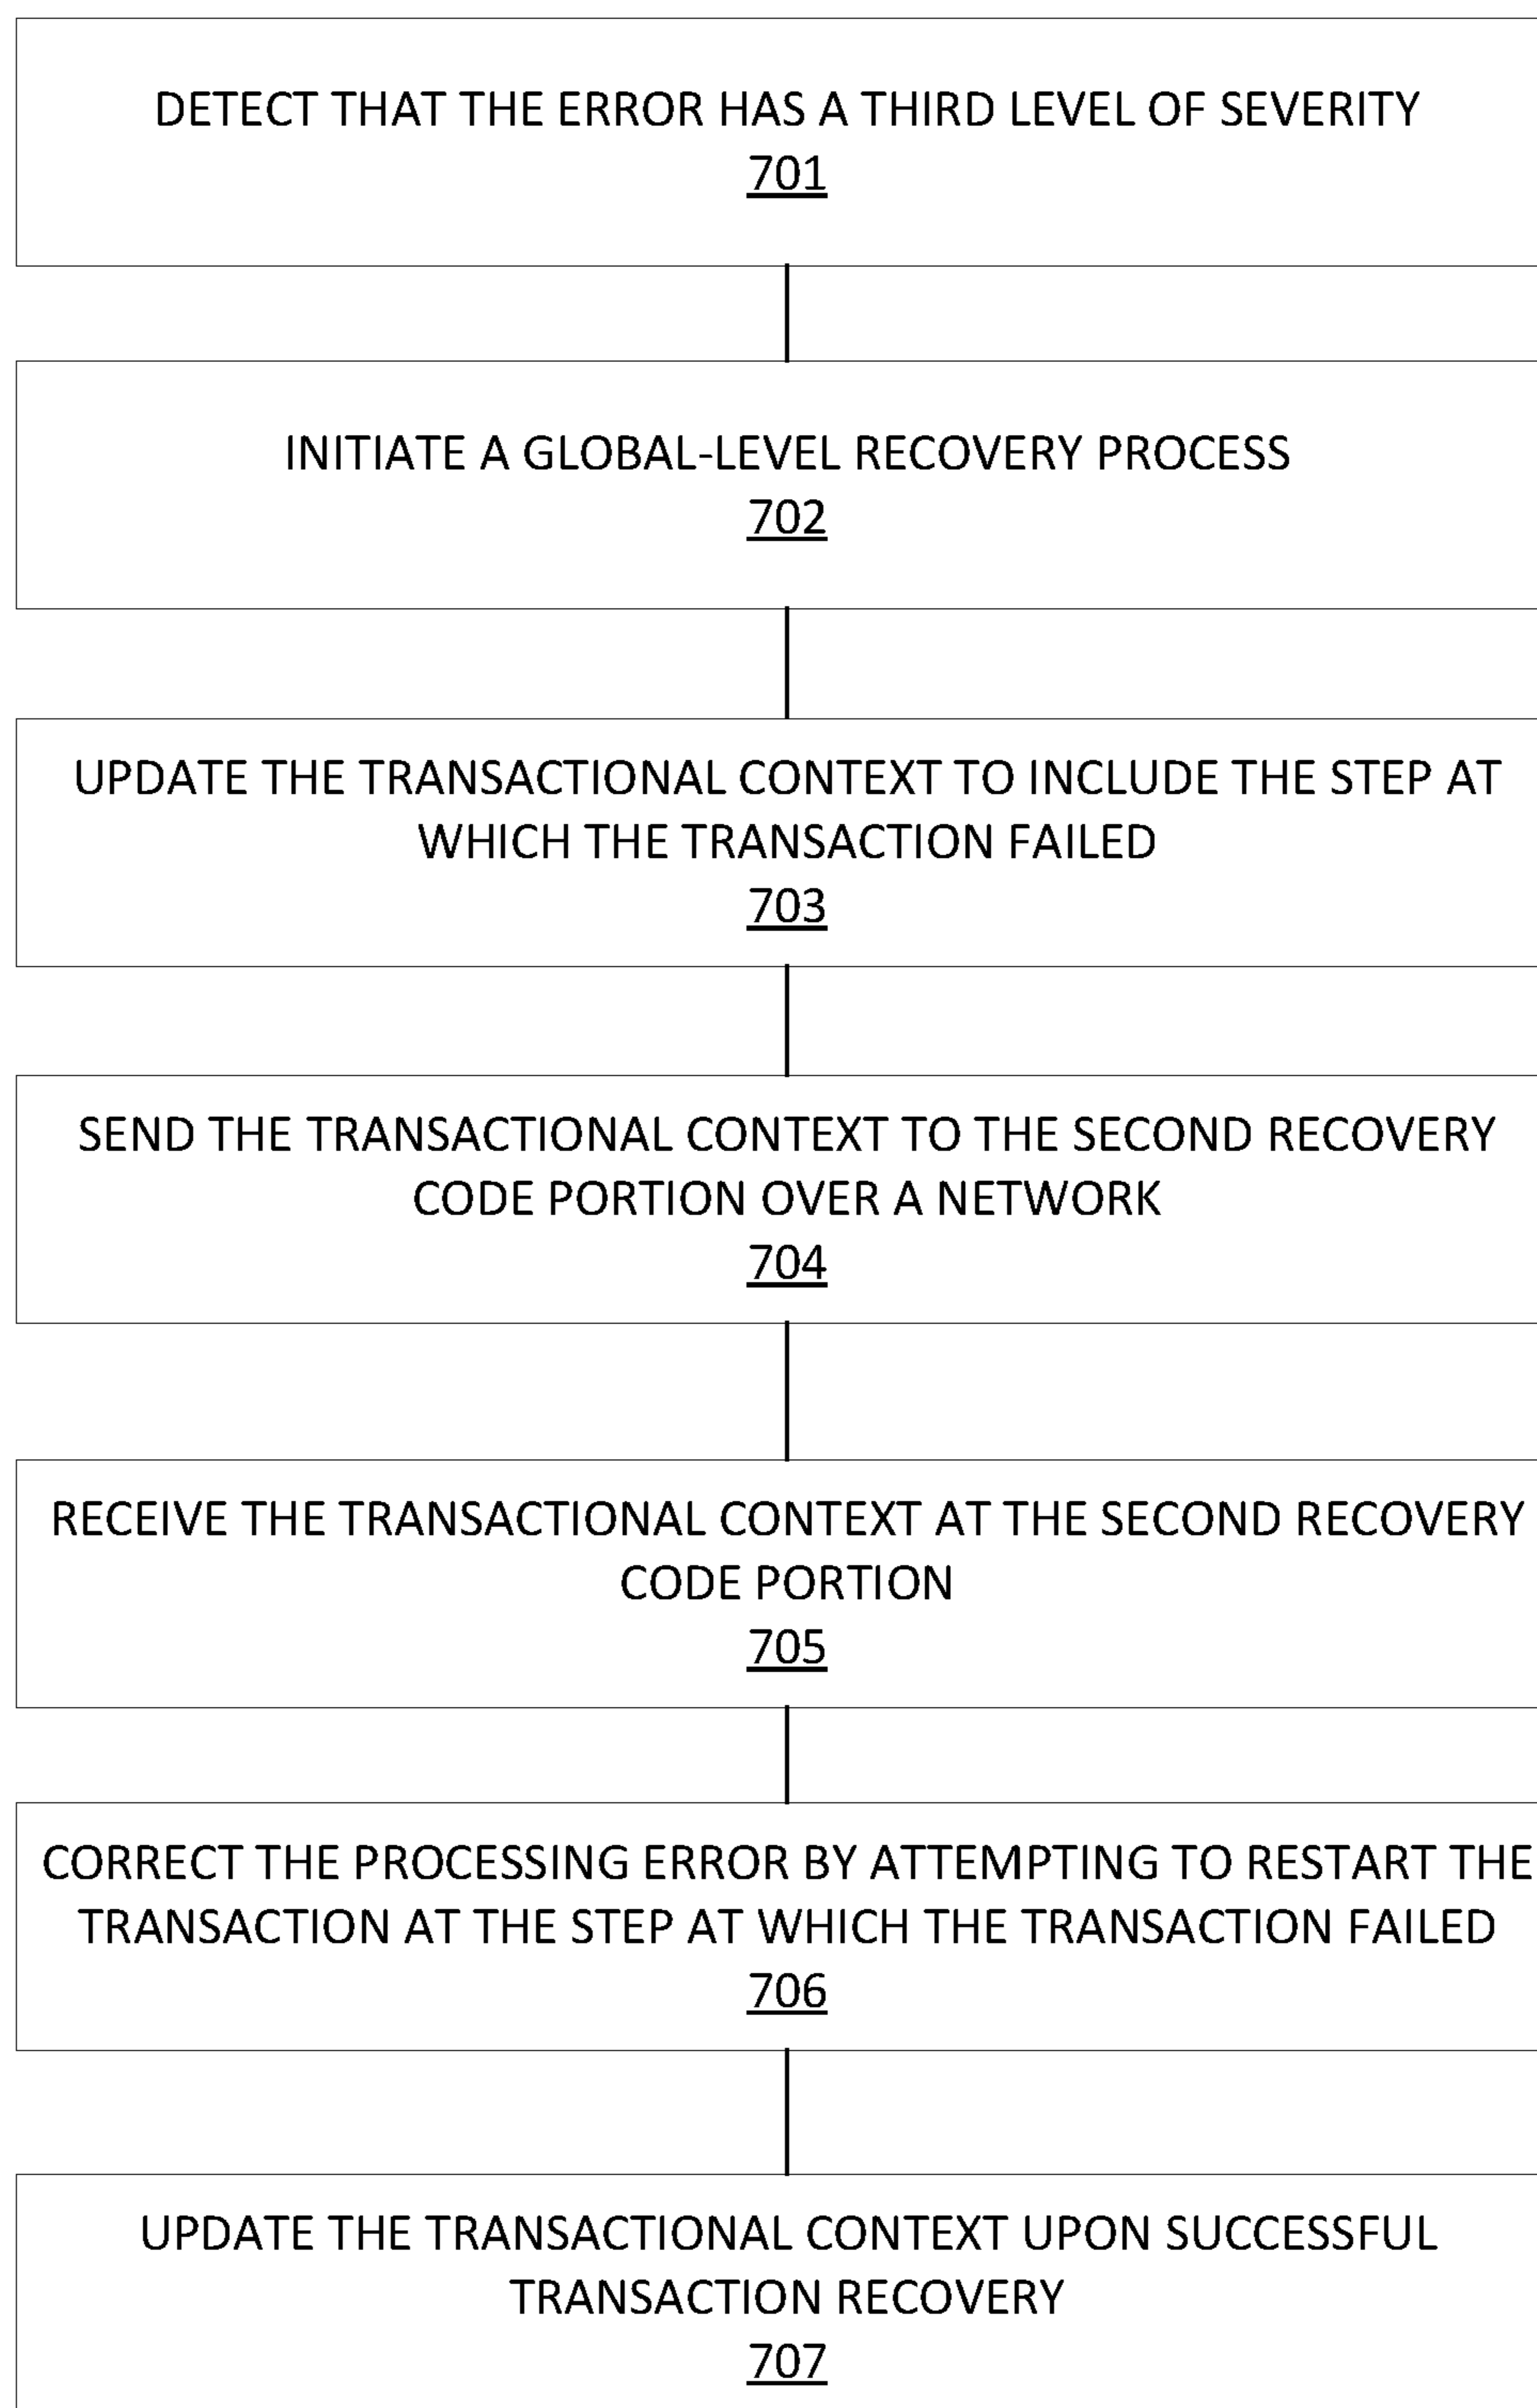 DETECT THAT THE ERROR HAS A THIRD LEVEL OF SEVERITY
701
INITIATE A GLOBAL-LEVEL RECOVERY PROCESS
702
UPDATE THE TRANSACTIONAL CONTEXT TO INCLUDE THE STEP AT
WHICH THE TRANSACTION FAILED
703
SEND THE TRANSACTIONAL CONTEXT TO THE SECOND RECOVERY
CODE PORTION OVER A NETWORK
704
RECEIVE THE TRANSACTIONAL CONTEXT AT THE SECOND RECOVERY
CODE PORTION
705
CORRECT THE PROCESSING ERROR BY ATTEMPTING TO RESTART THE
TRANSACTION AT THE STEP AT WHICH THE TRANSACTION FAILED
706
UPDATE THE TRANSACTIONAL CONTEXT UPON SUCCESSFUL
TRANSACTION RECOVERY
707